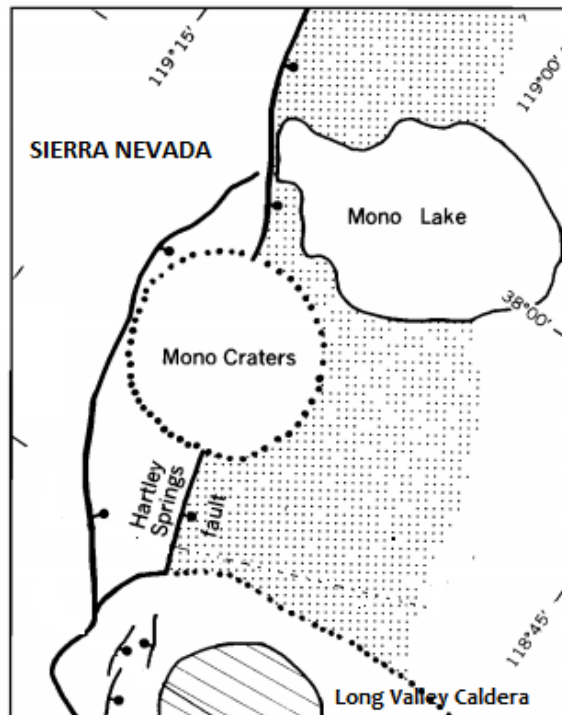 119°15'
119°00'
SIERRA NEVADA
Mono Lake
38°00'
Mono Craters
Hartley
Springs
fault
118°45'
Long Valley Caldera